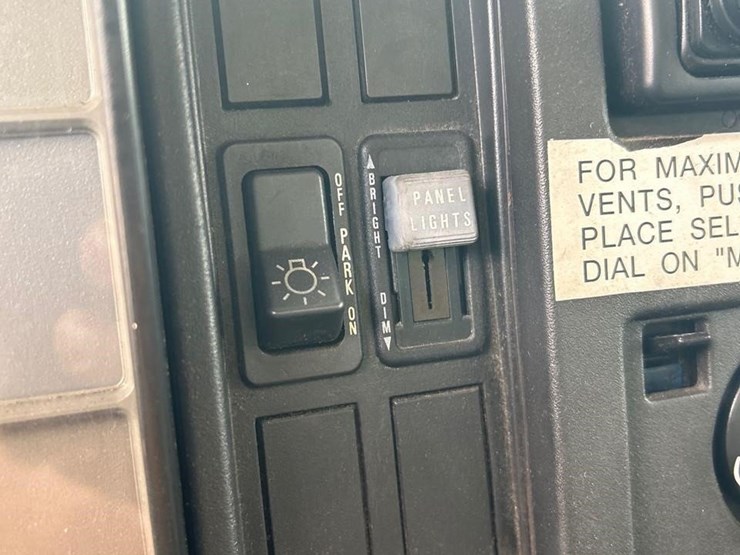 OFF PARK ON
BRIGHT DIM
PANEL
LIGHTS
FOR MAXIM
VENTS, PUS
PLACE SEL
DIAL ON "M